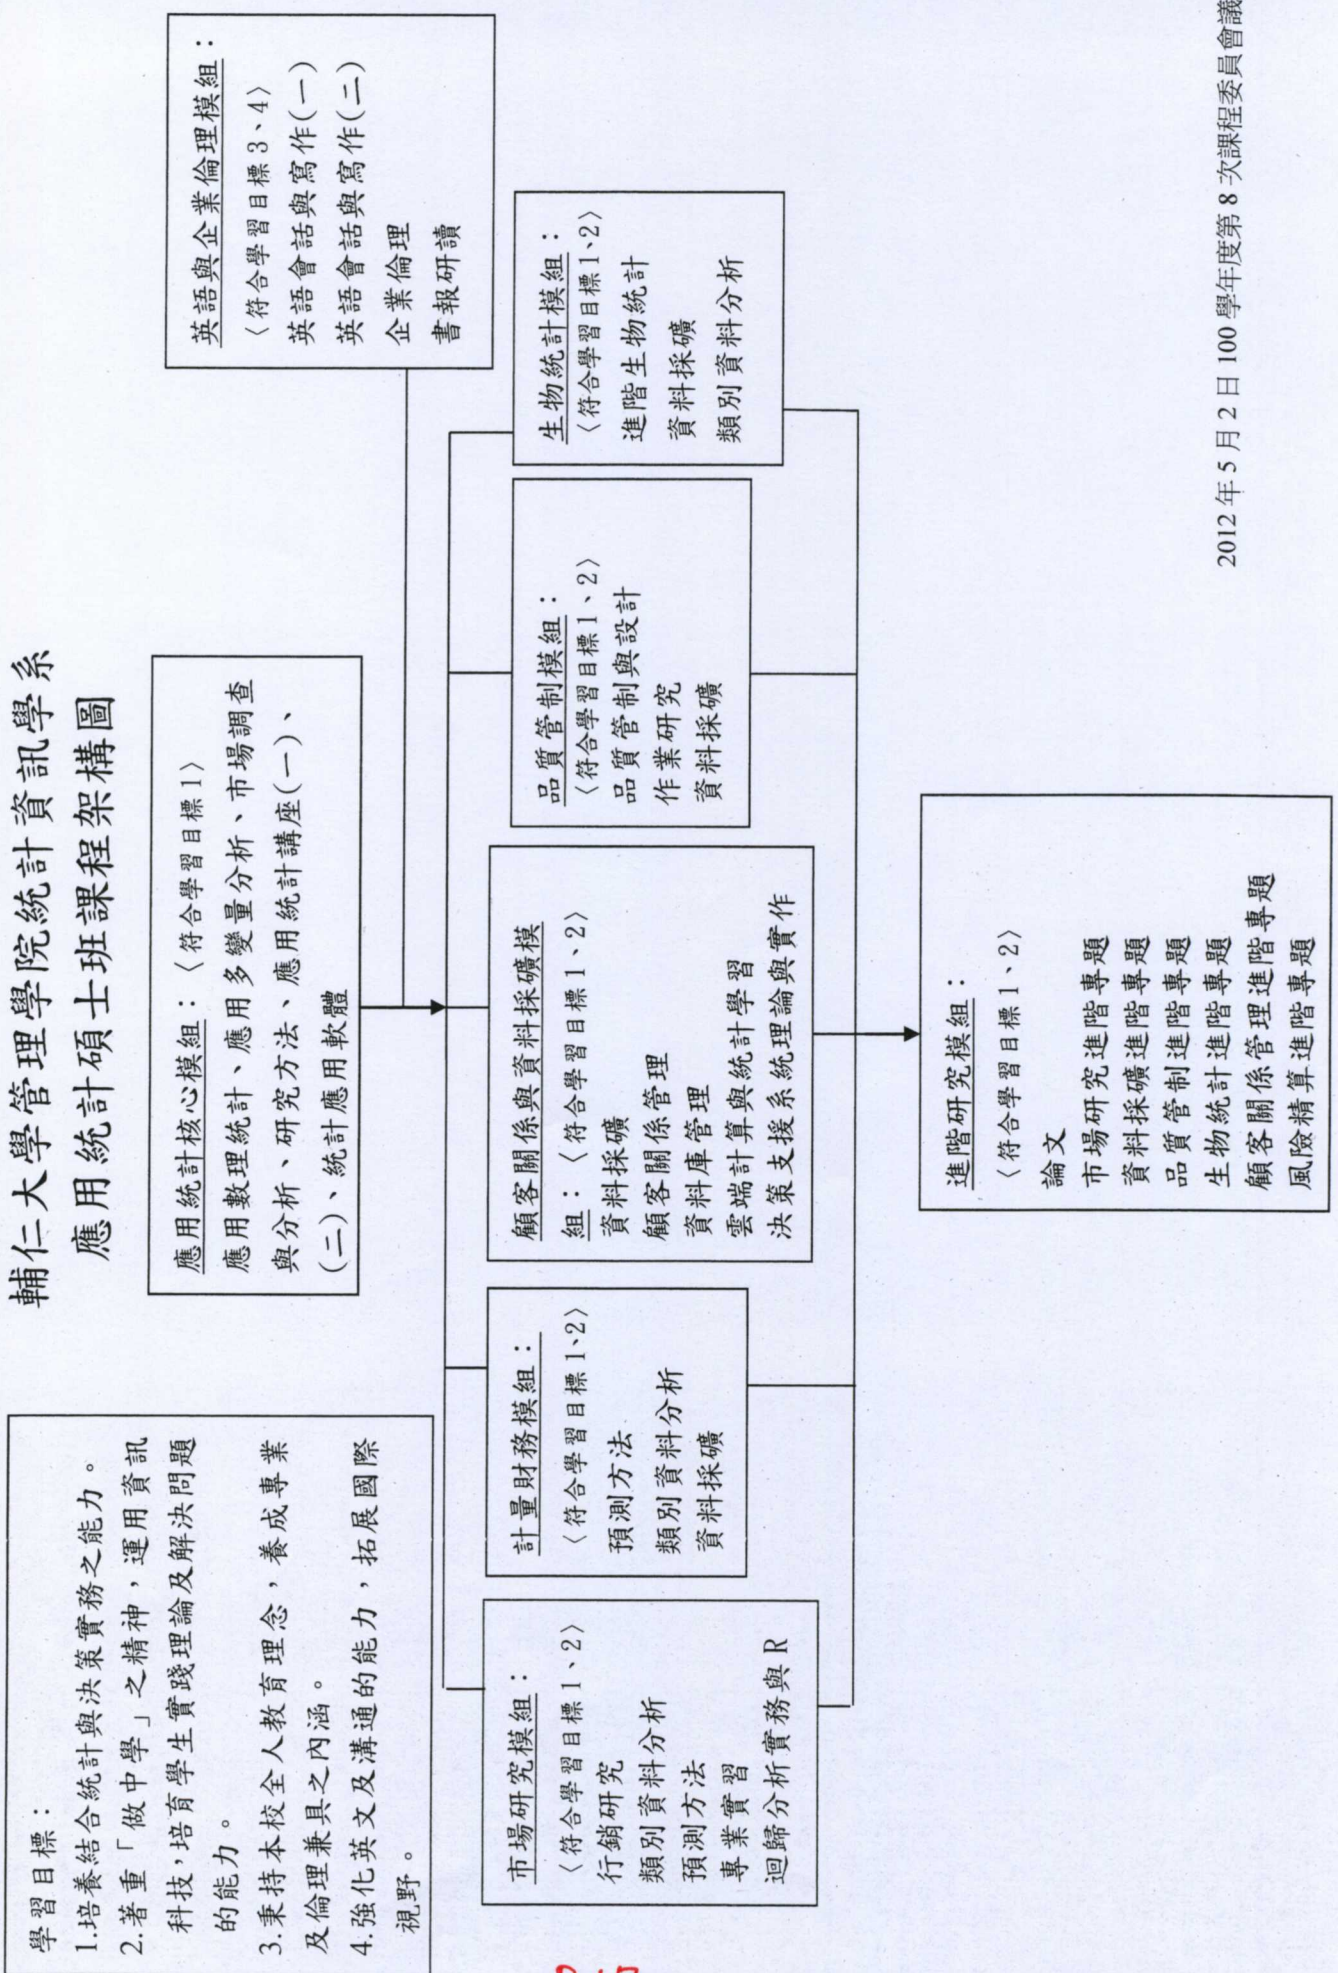 輔仁大學管理學院統計資訊學系
應用統計碩士班課程架構圖
學習目標：
1.培養結合統計與決策實務之能力。
2.著重「做中學」之精神，運用資訊
科技，培育學生實踐理論及解決問題
的能力。
3.秉持本校全人教育理念，養成專業
及倫理兼具之內涵。
4.強化英文及溝通的能力，拓展國際
視野。
應用統計核心模組：〈符合學習目標1〉
應用數理統計、應用多變量分析、市場調查
與分析、研究方法、應用統計講座(一)、
(二)、統計應用軟體
英語與企業倫理模組：
〈符合學習目標3、4〉
英語會話與寫作(一)
英語會話與寫作(二)
企業倫理
書報研讀
市場研究模組：
〈符合學習目標1、2〉
行銷研究
類別資料分析
預測方法
專業實習
迴歸分析實務與R
計量財務模組：
〈符合學習目標1、2〉
預測方法
類別資料分析
資料採礦
顧客關係與資料採礦模
組：〈符合學習目標1、2〉
資料採礦
顧客關係管理
資料庫管理
雲端計算與統計學習
決策支援系統理論與實作
品質管制模組：
〈符合學習目標1、2〉
品質管制與設計
作業研究
資料採礦
生物統計模組：
〈符合學習目標1、2〉
進階生物統計
資料採礦
類別資料分析
進階研究模組：
〈符合學習目標1、2〉
論文
市場研究進階專題
資料採礦進階專題
品質管制進階專題
生物統計進階專題
顧客關係管理進階專題
風險精算進階專題
2012年5月2日100學年度第8次課程委員會議